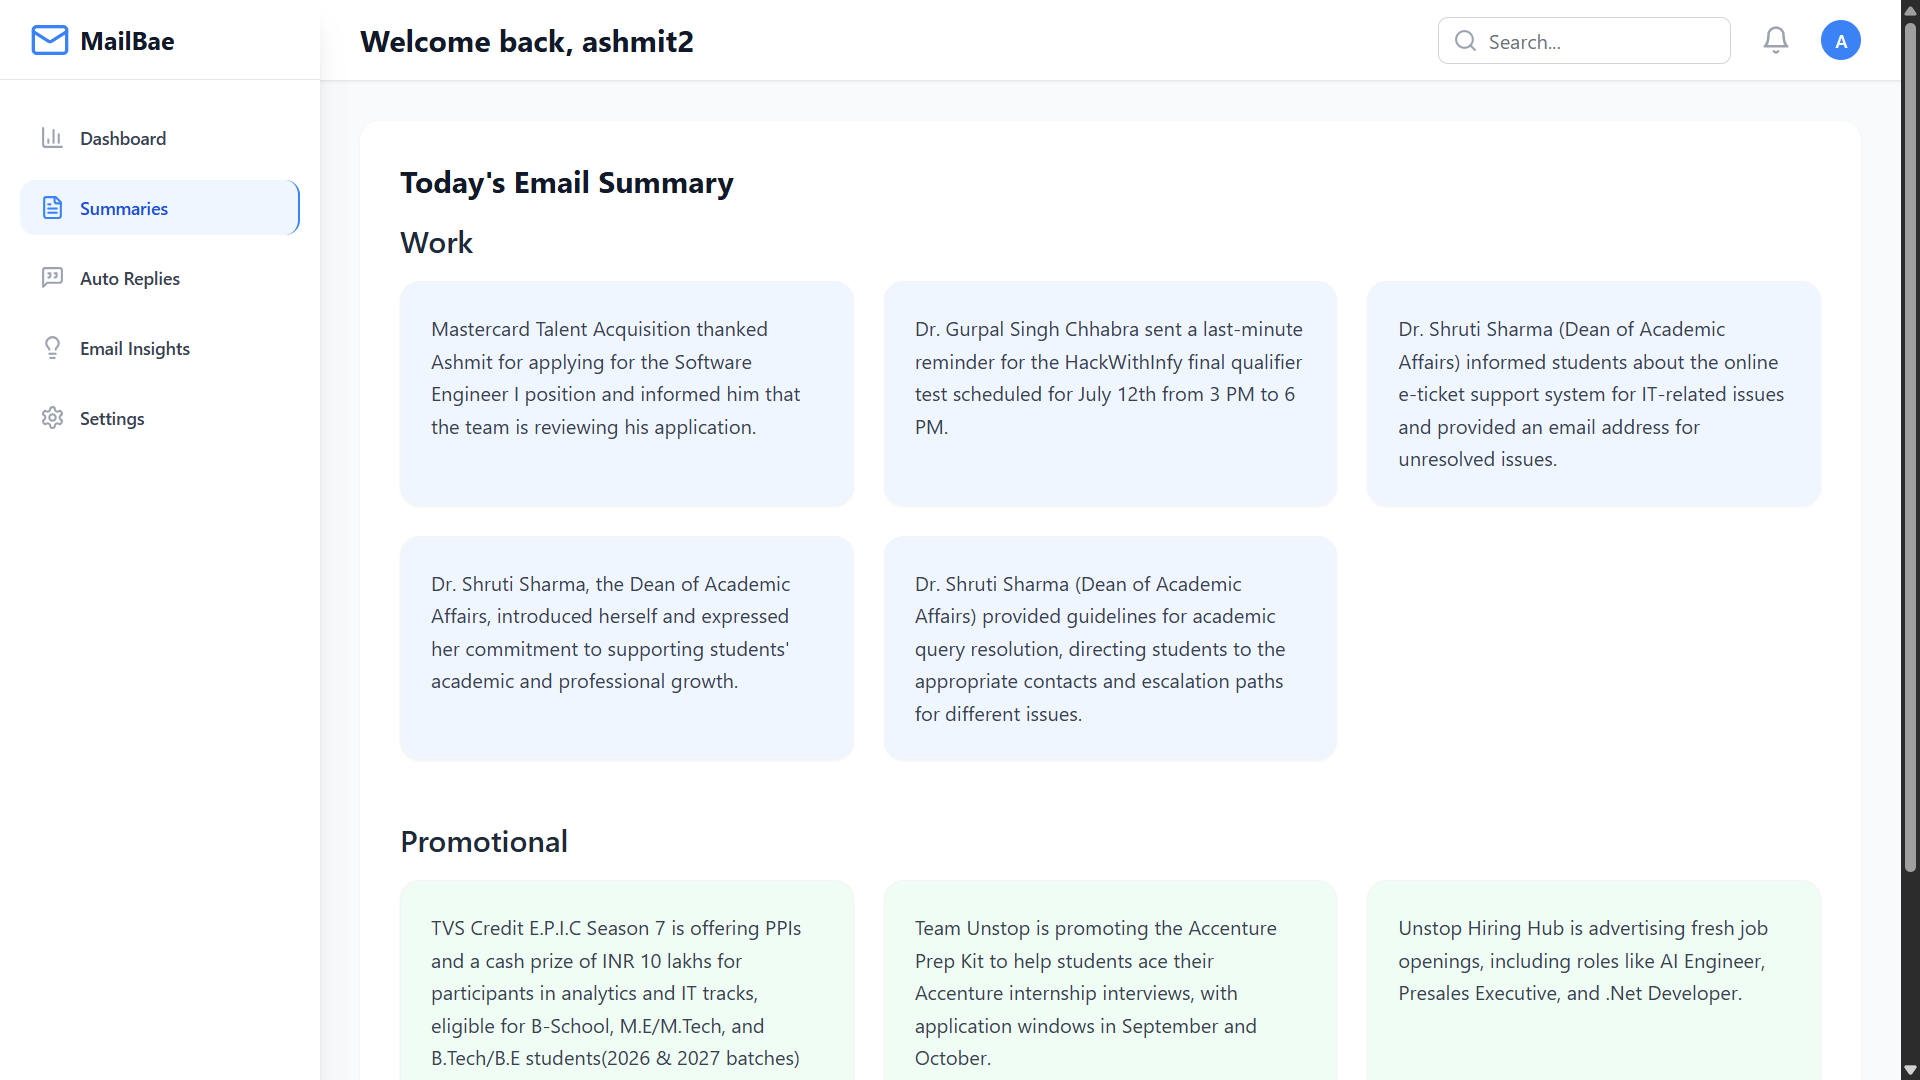 MailBae
Welcome back, ashmit2
Search...
A
Dashboard
Summaries
Auto Replies
Email Insights
Settings
Today's Email Summary
Work
Mastercard Talent Acquisition thanked
Ashmit for applying for the Software
Engineer I position and informed him that
the team is reviewing his application.
Dr. Gurpal Singh Chhabra sent a last-minute
reminder for the HackWithInfy final qualifier
test scheduled for July 12th from 3 PM to 6
PM.
Dr. Shruti Sharma (Dean of Academic
Affairs) informed students about the online
e-ticket support system for IT-related issues
and provided an email address for
unresolved issues.
Dr. Shruti Sharma, the Dean of Academic
Affairs, introduced herself and expressed
her commitment to supporting students'
academic and professional growth.
Dr. Shruti Sharma (Dean of Academic
Affairs) provided guidelines for academic
query resolution, directing students to the
appropriate contacts and escalation paths
for different issues.
Promotional
TVS Credit E.P.I.C Season 7 is offering PPIs
and a cash prize of INR 10 lakhs for
participants in analytics and IT tracks,
eligible for B-School, M.E/M.Tech, and
B.Tech/B.E students(2026 & 2027 batches)
Team Unstop is promoting the Accenture
Prep Kit to help students ace their
Accenture internship interviews, with
application windows in September and
October.
Unstop Hiring Hub is advertising fresh job
openings, including roles like AI Engineer,
Presales Executive, and .Net Developer.